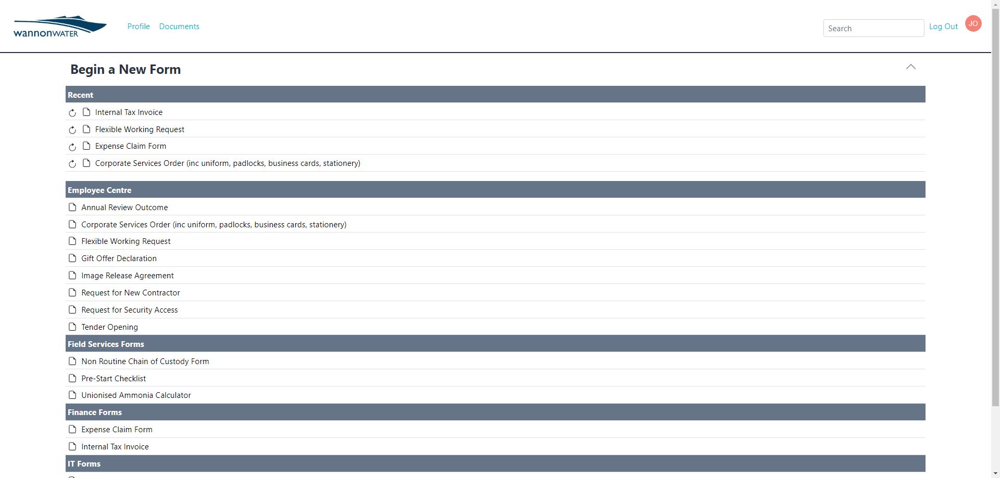 wannonWATER
Profile Documents
Search
Log Out
JO
Begin a New Form
Recent
Internal Tax Invoice
Flexible Working Request
Expense Claim Form
Corporate Services Order (inc uniform, padlocks, business cards, stationery)
Employee Centre
Annual Review Outcome
Corporate Services Order (inc uniform, padlocks, business cards, stationery)
Flexible Working Request
Gift Offer Declaration
Image Release Agreement
Request for New Contractor
Request for Security Access
Tender Opening
Field Services Forms
Non Routine Chain of Custody Form
Pre-Start Checklist
Unionised Ammonia Calculator
Finance Forms
Expense Claim Form
Internal Tax Invoice
IT Forms